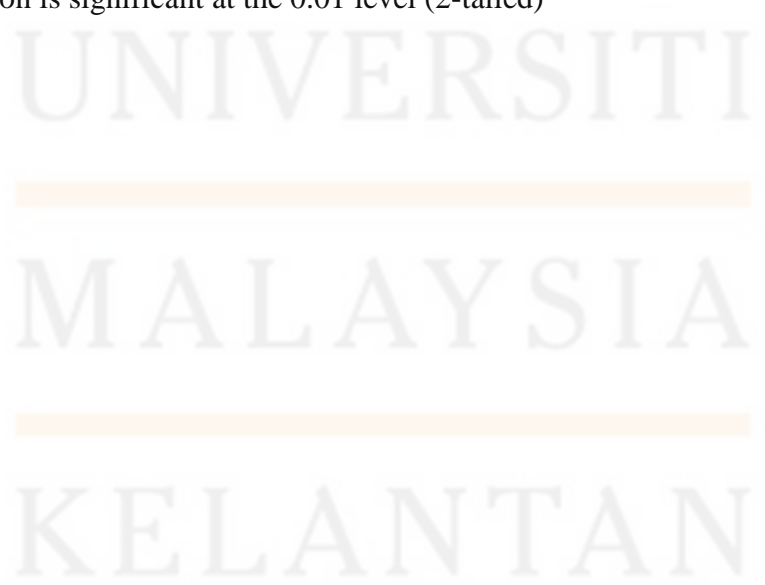 on is significant at the 0.01 level (2-tailed)
UNIVERSITI
MALAYSIA
KELANTAN